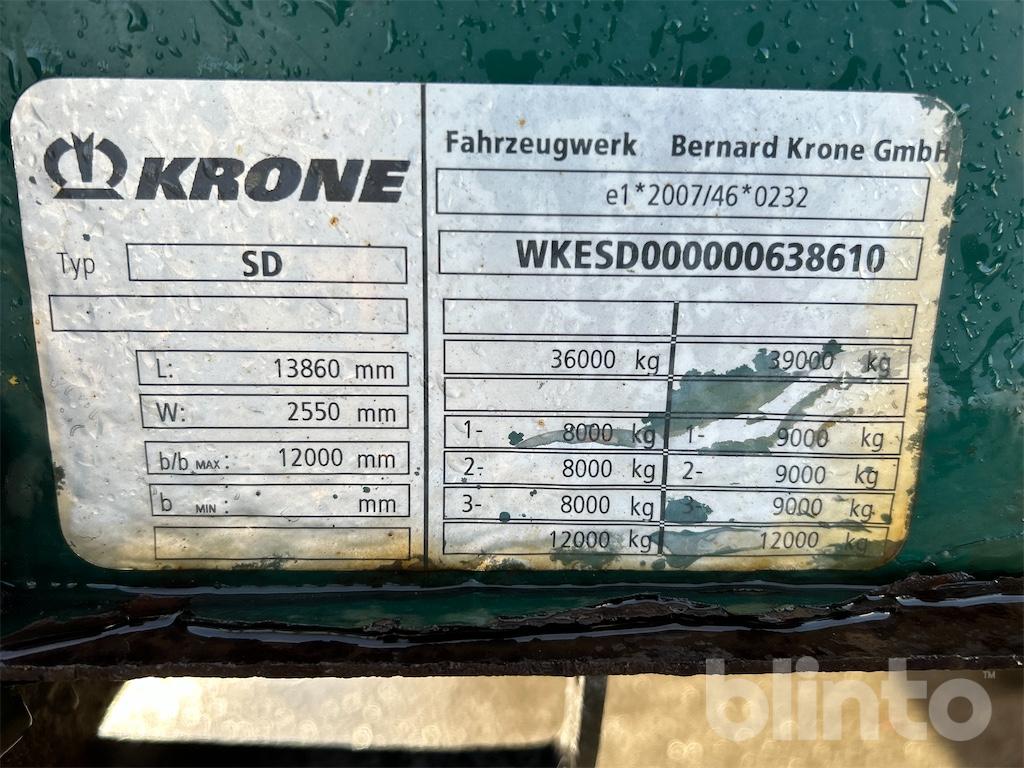 KRONE
Typ SD
L: 13860 mm
W: 2550 mm
b/b MAX: 12000 mm
b MIN: mm
Fahrzeugwerk Bernard Krone GmbH
e1*2007/46*0232
WKESD000000638610
36000 kg 39000 kg
1- 8000 kg 1- 9000 kg
2- 8000 kg 2- 9000 kg
3- 8000 kg 3- 9000 kg
12000 kg 12000 kg
blinto™